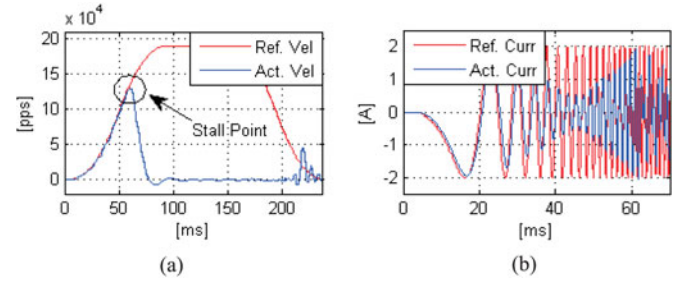 x 10^4
20
15
10
5
0
[pps]
0 50 100 150 200
[ms]
Ref. Vel
Act. Vel
Stall Point
(a)
2
1
0
-1
-2
[A]
0 20 40 60
[ms]
Ref. Curr
Act. Curr
(b)